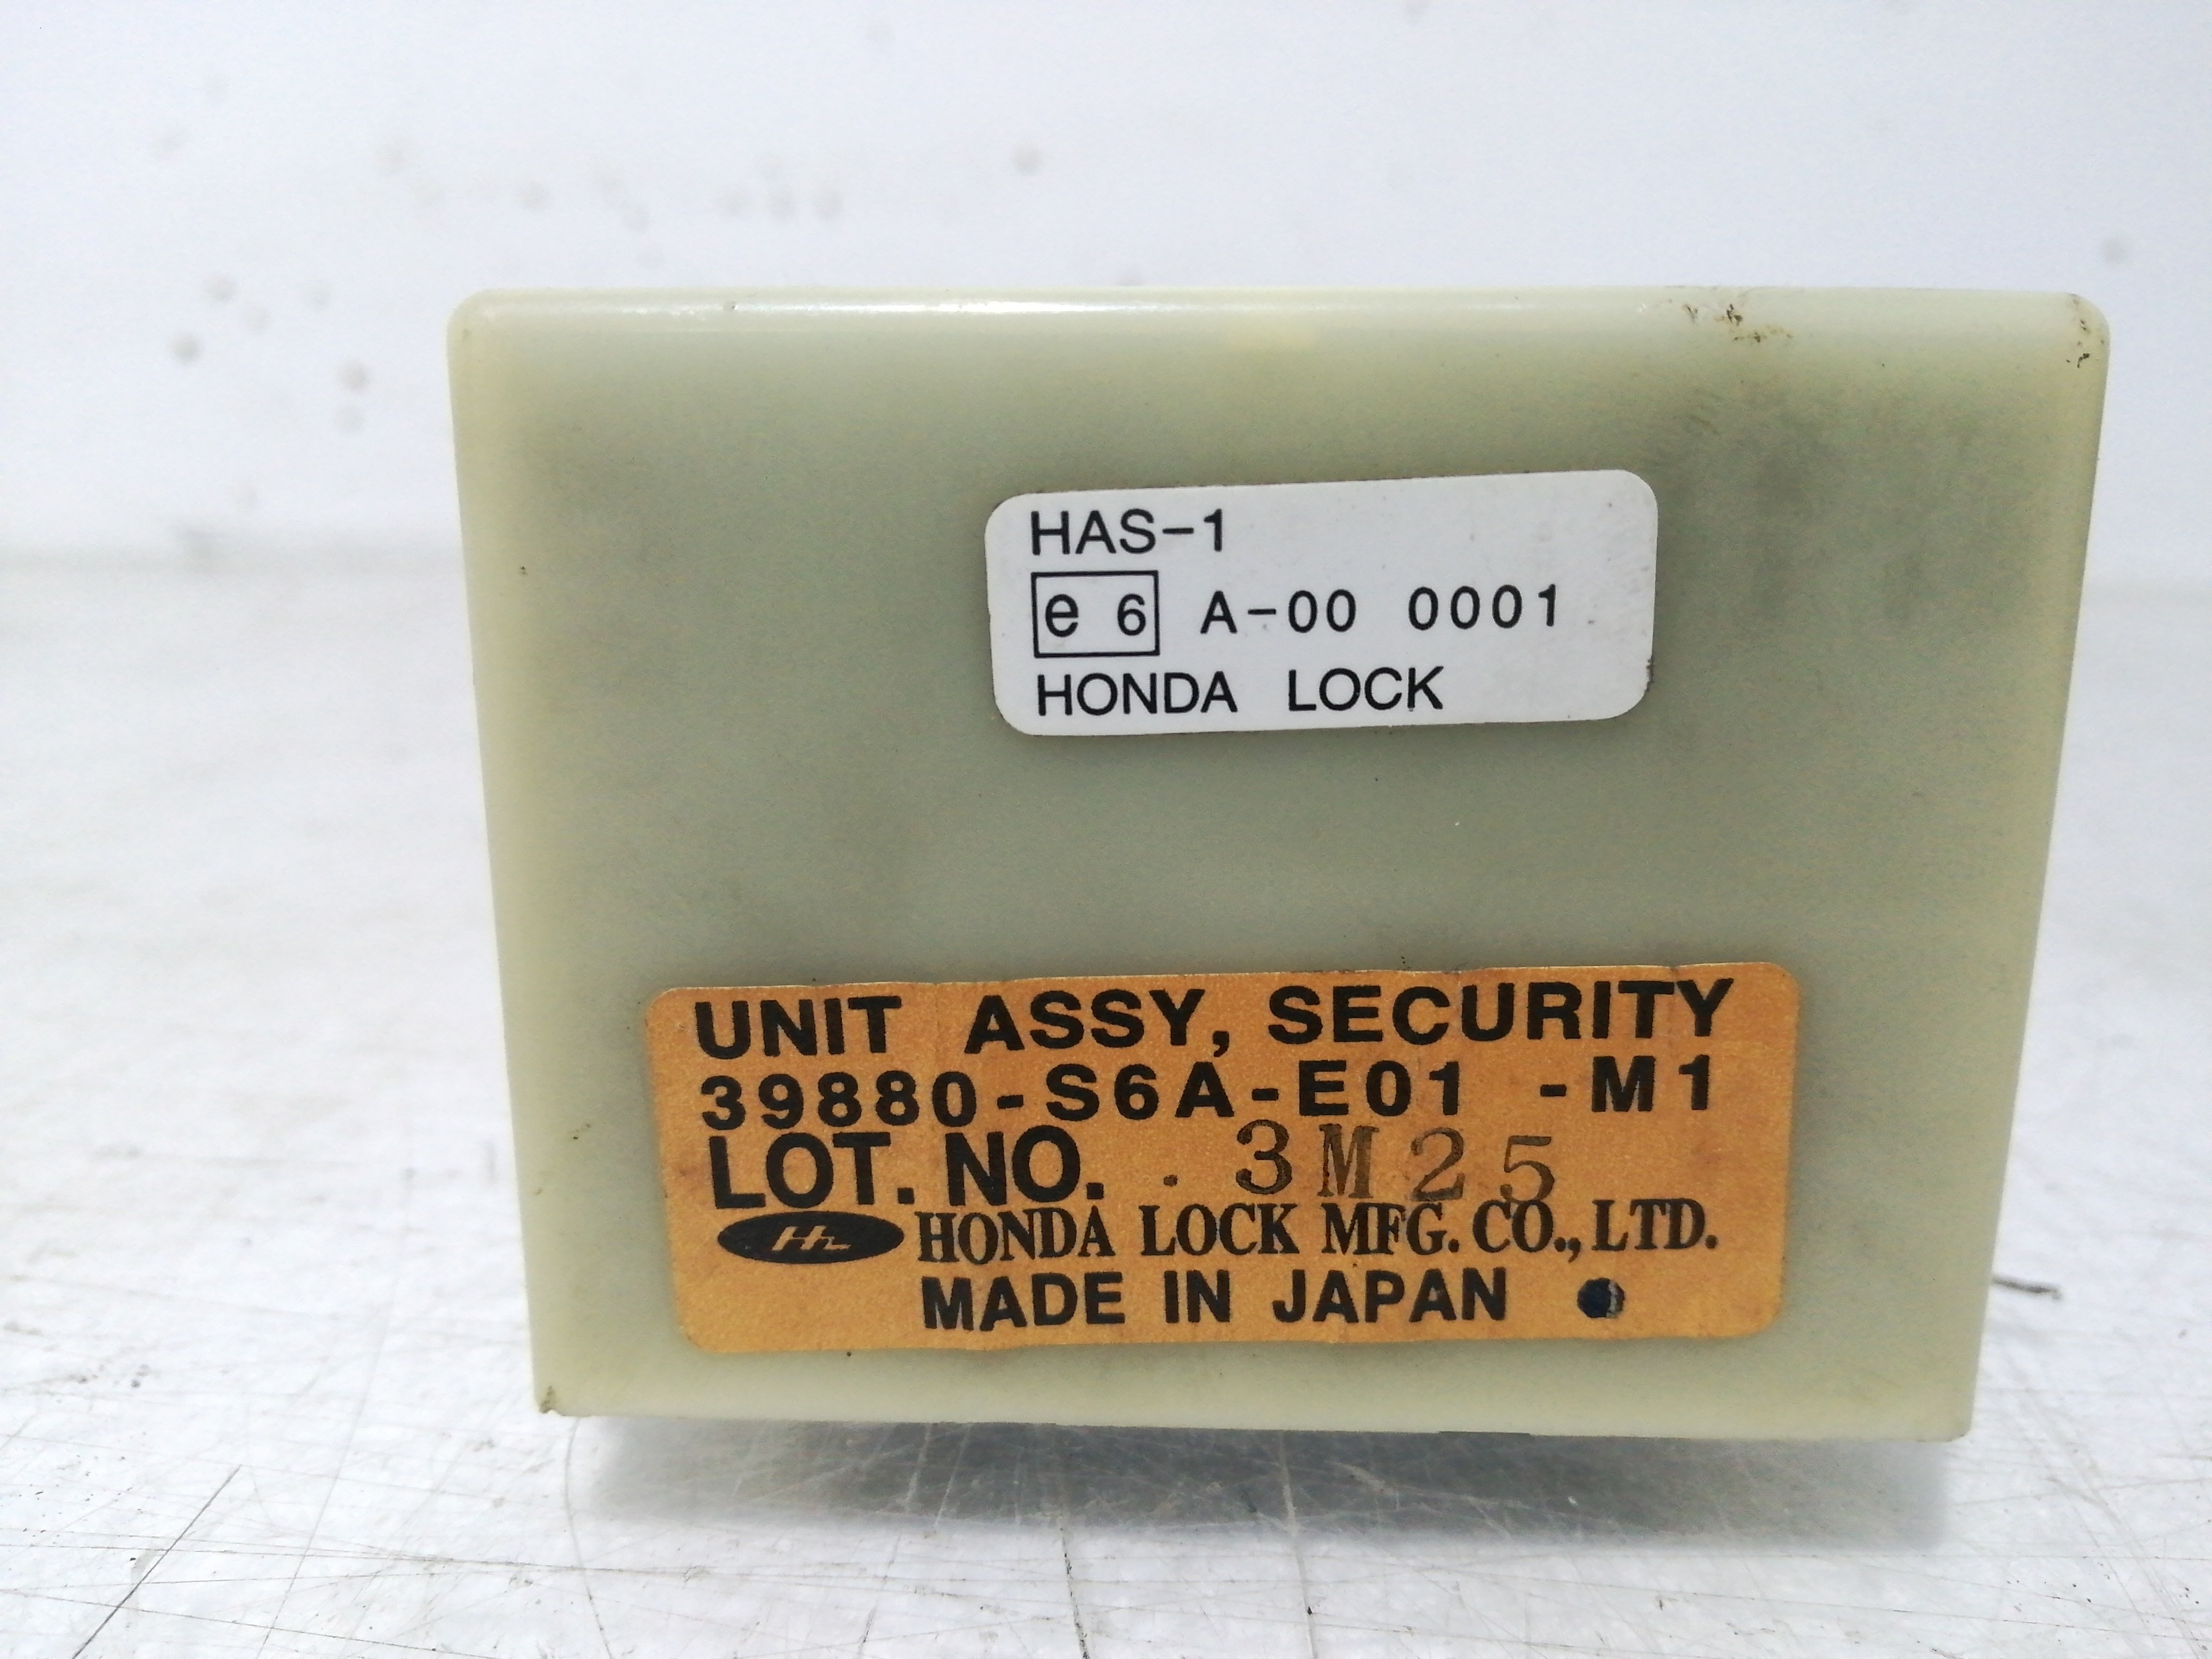 HAS-1
e 6 A-00 0001
HONDA LOCK
UNIT ASSY, SECURITY
39880-S6A-E01 -M1
LOT. NO. 3M25
HL HONDA LOCK MFG. CO., LTD.
MADE IN JAPAN